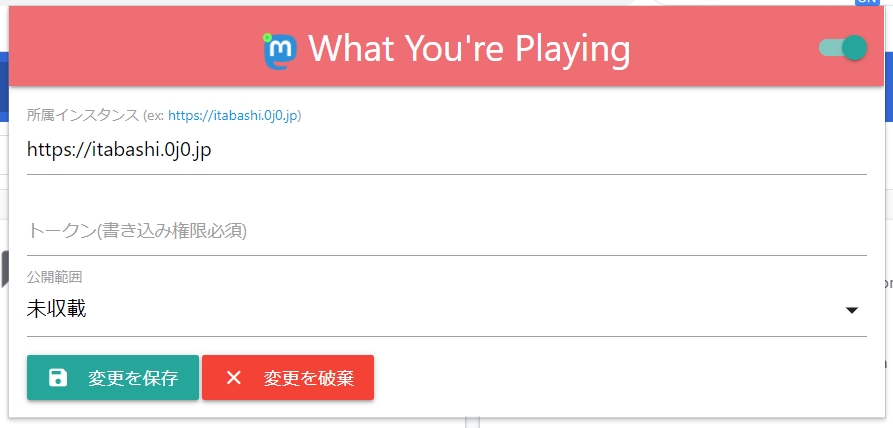 ON
What You're Playing
所属インスタンス (ex: https://itabashi.0j0.jp)
https://itabashi.0j0.jp
トークン(書き込み権限必須)
公開範囲
未収載
変更を保存 変更を破棄